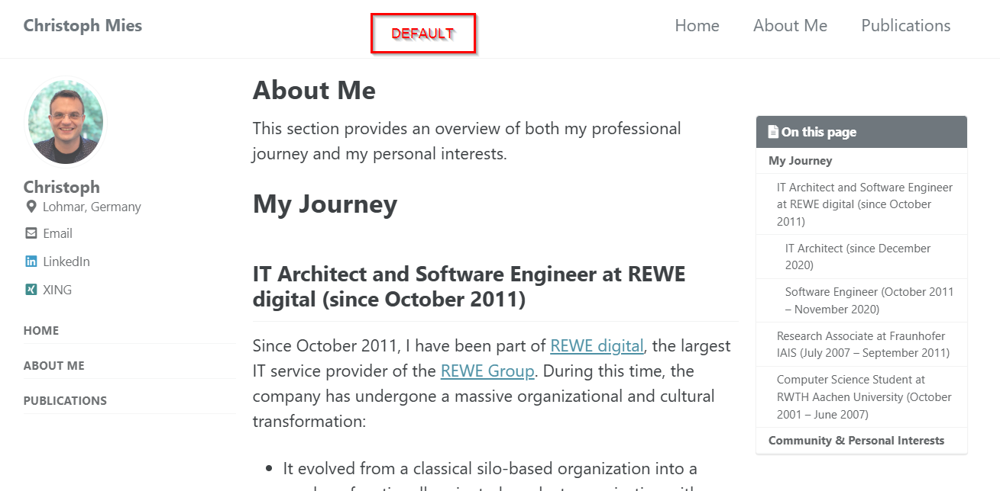 Christoph Mies
DEFAULT
Home
About Me
Publications
Christoph
Lohmar, Germany
Email
LinkedIn
XING
HOME
ABOUT ME
PUBLICATIONS
About Me
This section provides an overview of both my professional
journey and my personal interests.
My Journey
IT Architect and Software Engineer at REWE
digital (since October 2011)
Since October 2011, I have been part of REWE digital, the largest
IT service provider of the REWE Group. During this time, the
company has undergone a massive organizational and cultural
transformation:
• It evolved from a classical silo-based organization into a
On this page
My Journey
IT Architect and Software Engineer
at REWE digital (since October
2011)
IT Architect (since December
2020)
Software Engineer (October 2011
– November 2020)
Research Associate at Fraunhofer
IAIS (July 2007 – September 2011)
Computer Science Student at
RWTH Aachen University (October
2001 – June 2007)
Community & Personal Interests